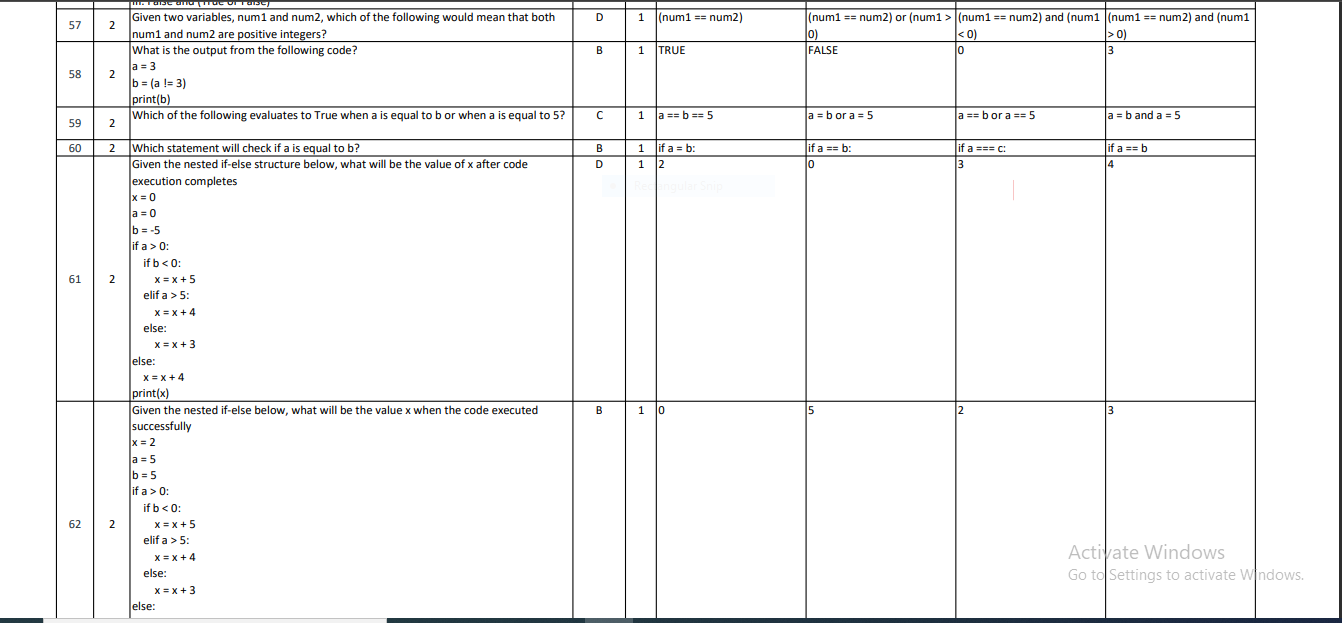 57 2 Given two variables, num1 and num2, which of the following would mean that both D 1 (num1 == num2) (num1 == num2) or (num1 > (num1 == num2) and (num1 (num1 == num2) and (num1
num1 and num2 are positive integers? 0) < 0) > 0)
What is the output from the following code? B 1 TRUE FALSE 0 3
a = 3
58 2 b = (a != 3)
print(b)
59 2 Which of the following evaluates to True when a is equal to b or when a is equal to 5? C 1 a == b == 5 a = b or a = 5 a == b or a == 5 a = b and a = 5
60 2 Which statement will check if a is equal to b? B 1 if a = b: if a == b: if a === c: if a == b
Given the nested if-else structure below, what will be the value of x after code D 1 2 0 3 4
execution completes
x = 0
a = 0
b = -5
if a > 0:
if b < 0:
61 2 x = x + 5
elif a > 5:
x = x + 4
else:
x = x + 3
else:
x = x + 4
print(x)
Given the nested if-else below, what will be the value x when the code executed B 1 0 5 2 3
successfully
x = 2
a = 5
b = 5
if a > 0:
if b < 0:
62 2 x = x + 5
elif a > 5:
x = x + 4
else:
x = x + 3
else:
Rectangular Snip
Activate Windows
Go to Settings to activate Windows.